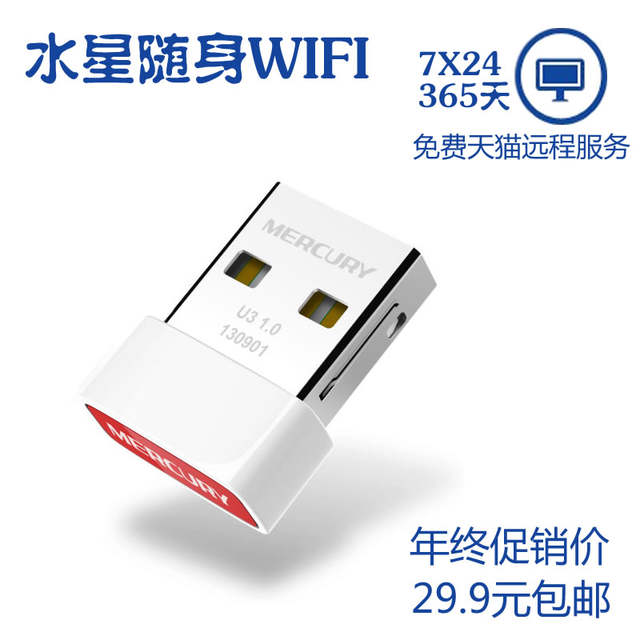 水星随身WIFI
7X24
365天
免费天猫远程服务
MERCURY
U3 1.0
130901
MERCURY
年终促销价
29.9元包邮